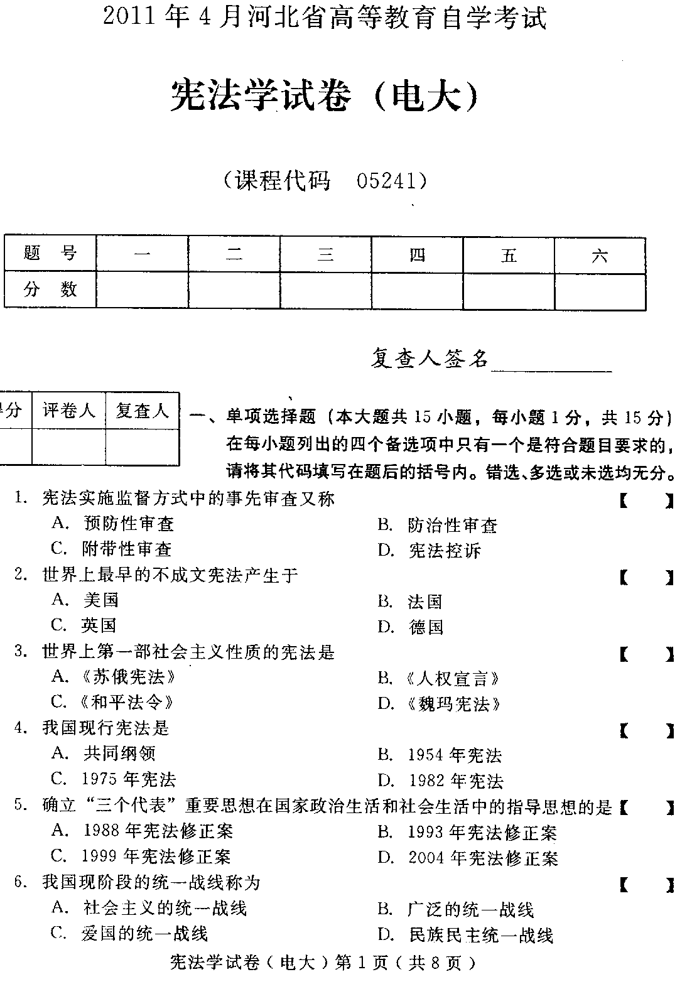 2011 年 4 月河北省高等教育自学考试
宪法学试卷（电大）
（课程代码 05241）
题 号 一 二 三 四 五 六
分 数
复查人签名
得分 评卷人 复查人
一、单项选择题（本大题共 15 小题，每小题 1 分，共 15 分）
在每小题列出的四个备选项中只有一个是符合题目要求的，
请将其代码填写在题后的括号内。错选、多选或未选均无分。
1. 宪法实施监督方式中的事先审查又称 【 】
A. 预防性审查 B. 防治性审查
C. 附带性审查 D. 宪法控诉
2. 世界上最早的不成文宪法产生于 【 】
A. 美国 B. 法国
C. 英国 D. 德国
3. 世界上第一部社会主义性质的宪法是 【 】
A.《苏俄宪法》 B.《人权宣言》
C.《和平法令》 D.《魏玛宪法》
4. 我国现行宪法是 【 】
A. 共同纲领 B. 1954 年宪法
C. 1975 年宪法 D. 1982 年宪法
5. 确立“三个代表”重要思想在国家政治生活和社会生活中的指导思想的是【 】
A. 1988 年宪法修正案 B. 1993 年宪法修正案
C. 1999 年宪法修正案 D. 2004 年宪法修正案
6. 我国现阶段的统一战线称为 【 】
A. 社会主义的统一战线 B. 广泛的统一战线
C. 爱国的统一战线 D. 民族民主统一战线
宪法学试卷（电大）第 1 页（共 8 页）